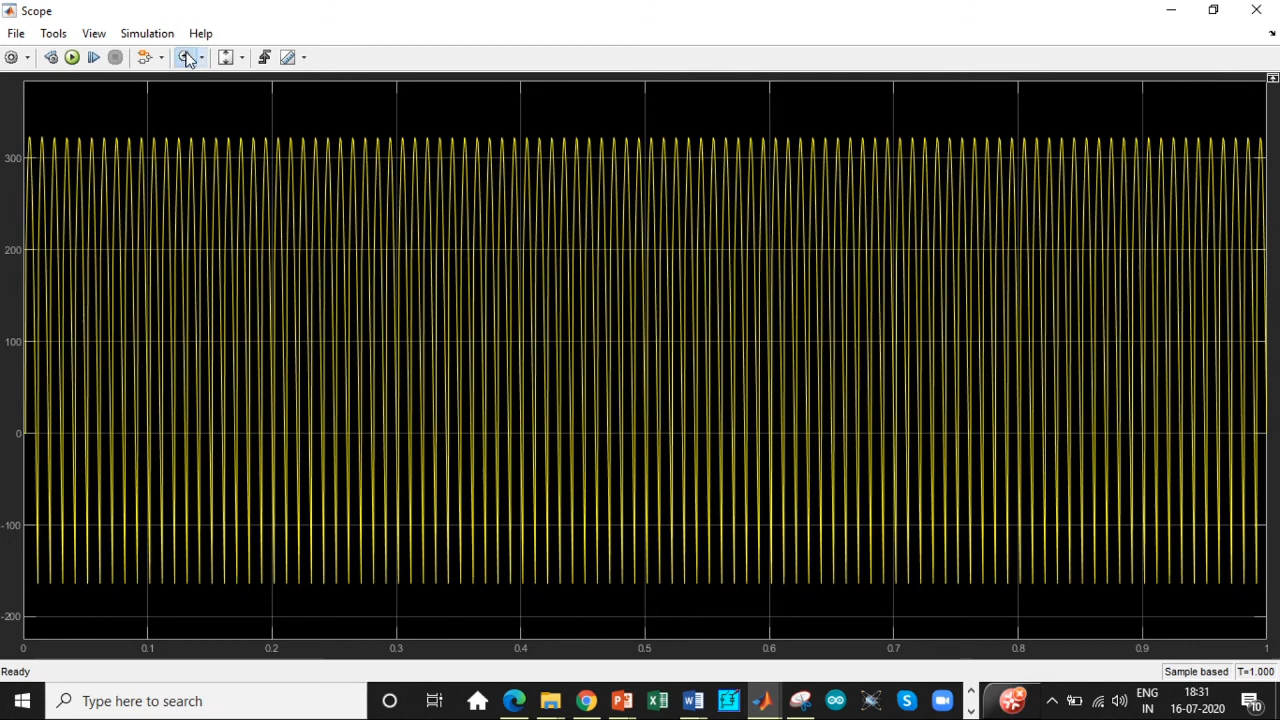 Scope
File Tools View Simulation Help
300
200
100
0
-100
-200
0 0.1 0.2 0.3 0.4 0.5 0.6 0.7 0.8 0.9 1
Ready
Sample based T=1.000
Type here to search
ENG
IN
18:31
16-07-2020
10